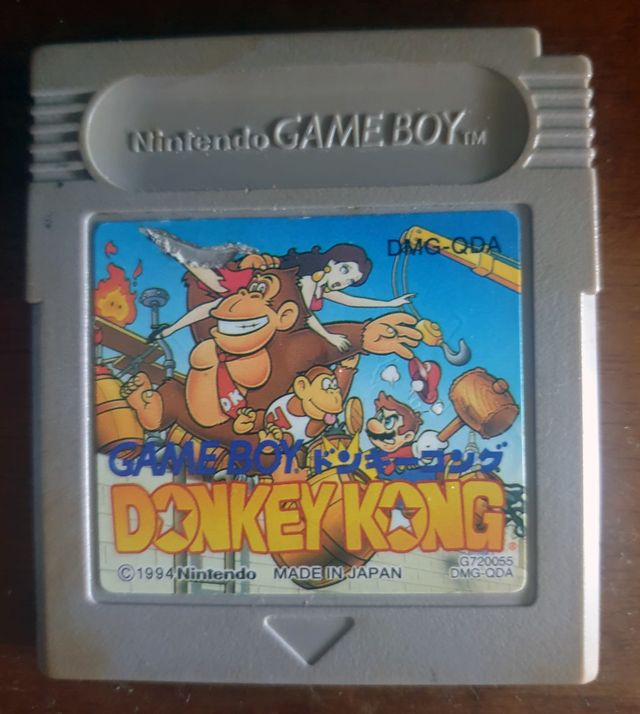 Nintendo GAME BOY TM
DMG-QDA
DK
GAME BOY ドンキーコング
DONKEY KONG ®
G720055
©1994 Nintendo MADE IN JAPAN DMG-QDA